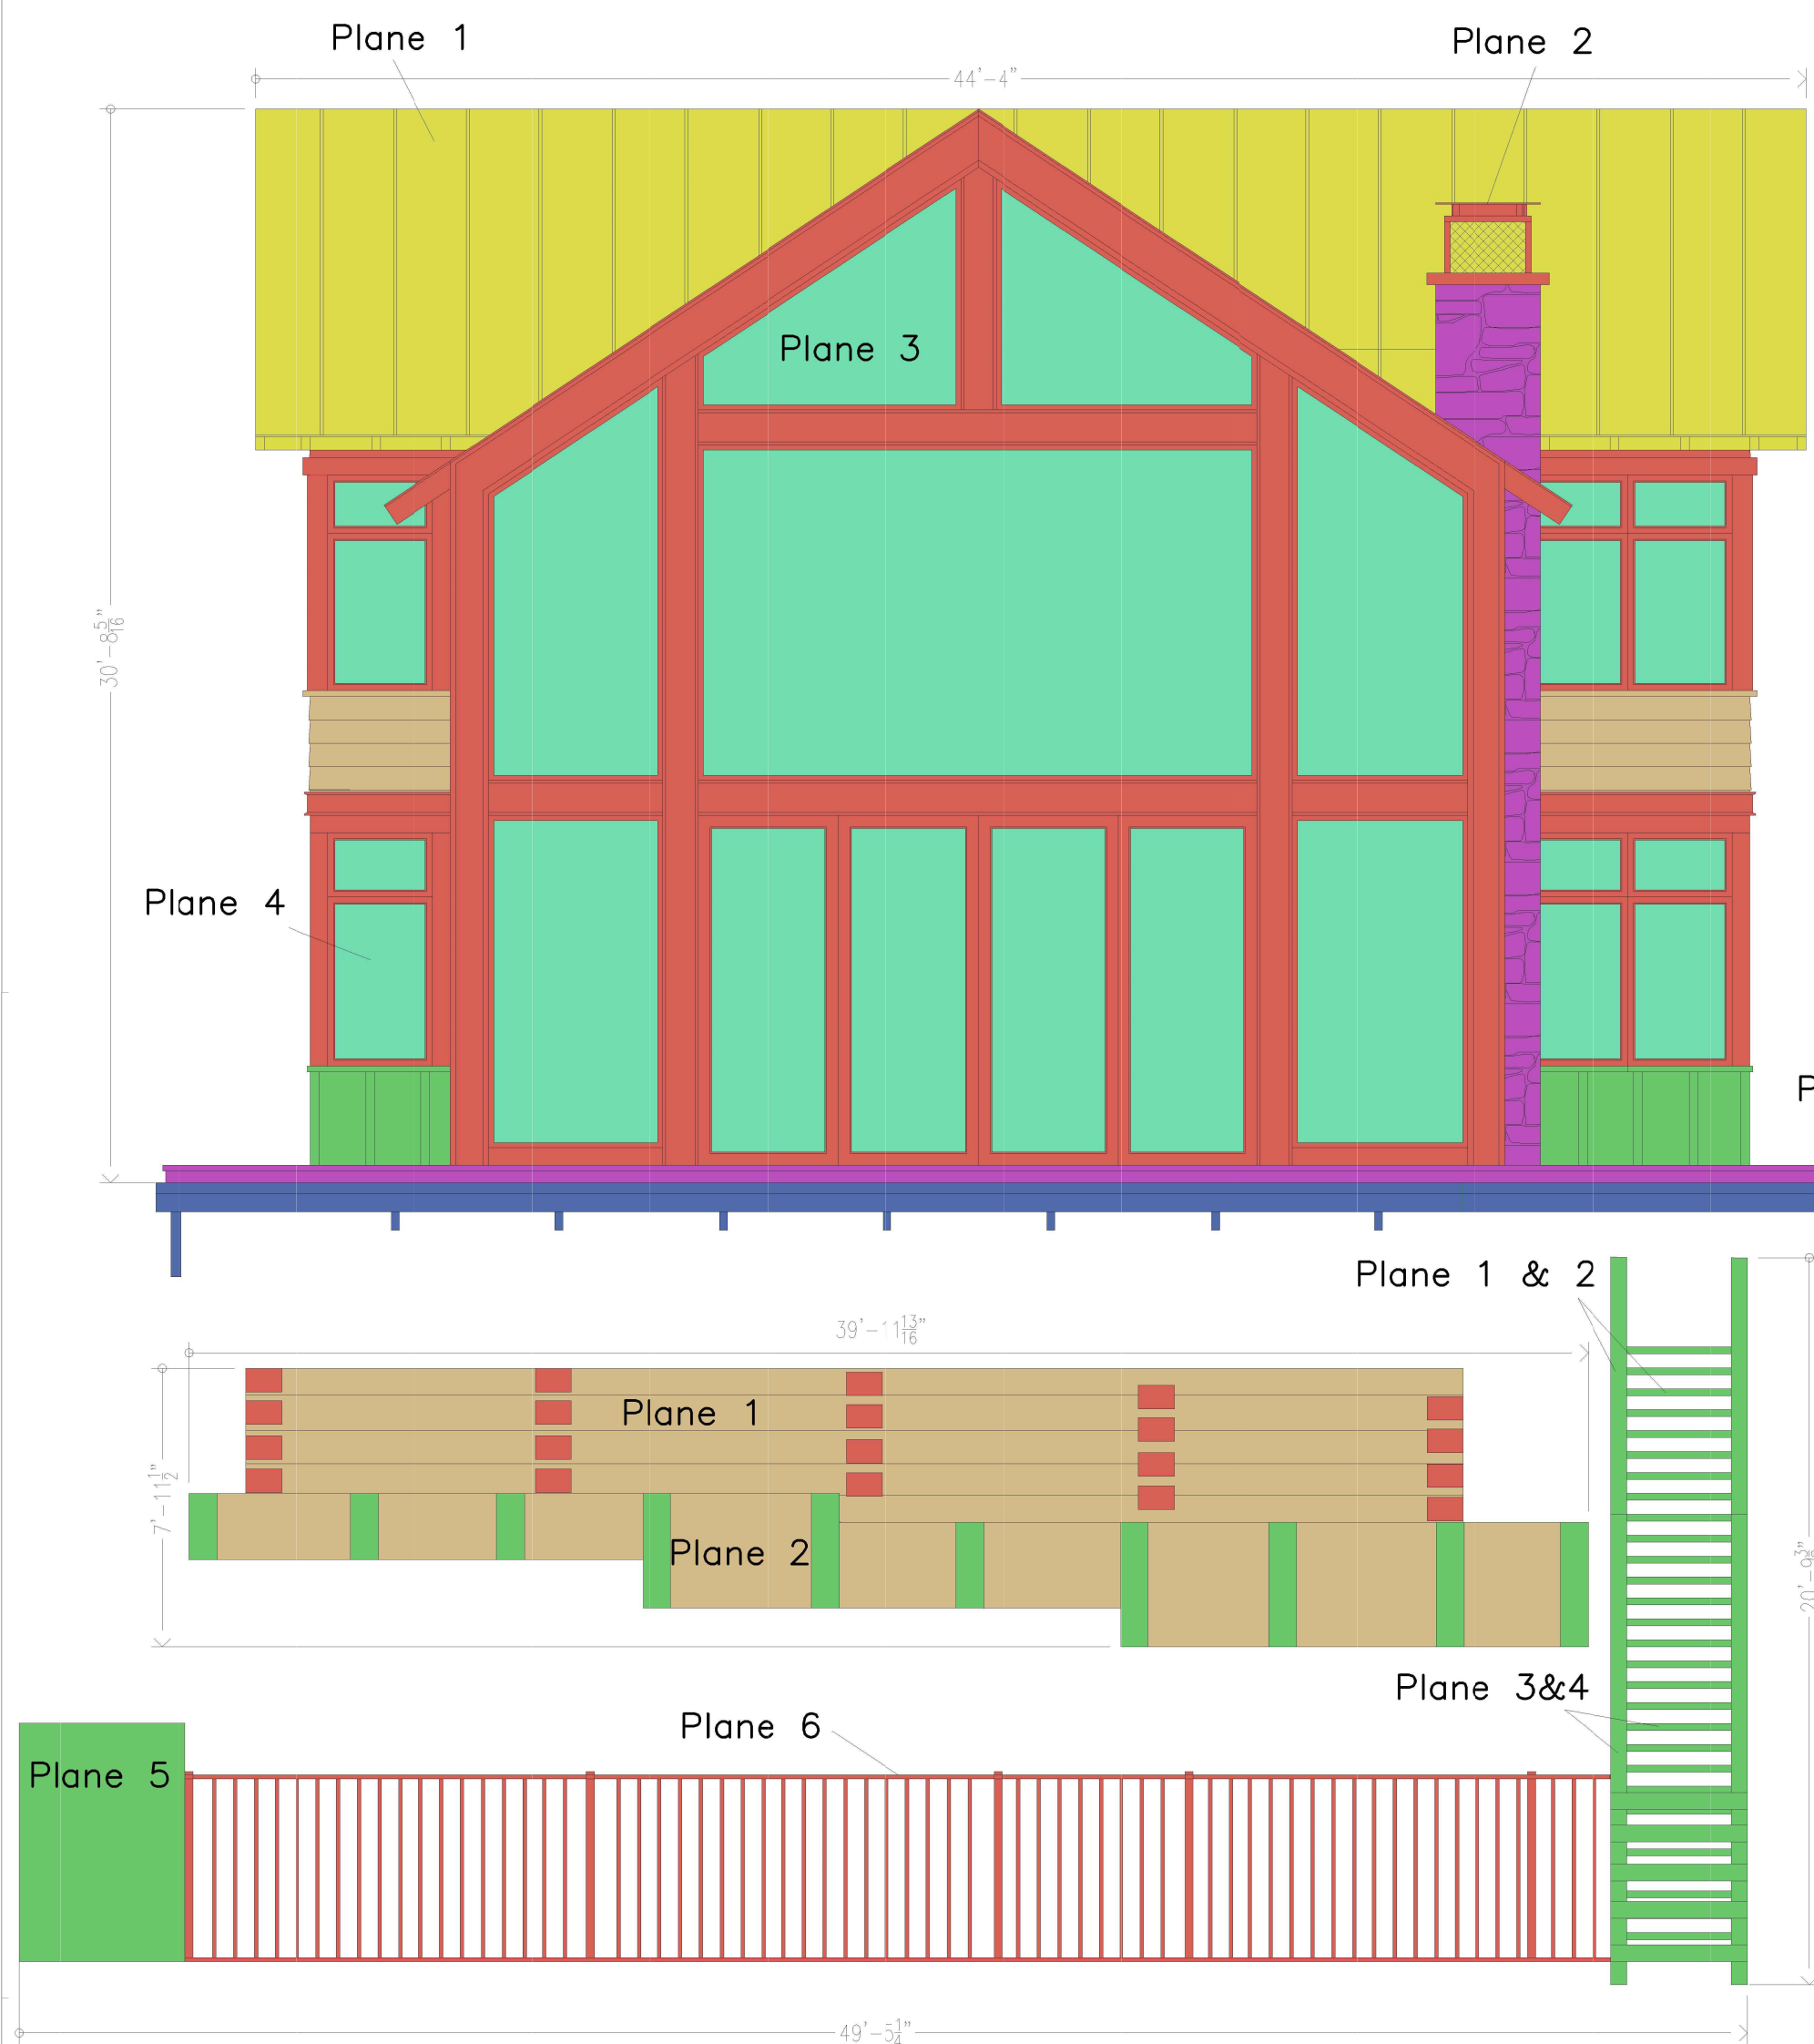 Plane 1
Plane 2
44'-4"
Plane 3
30'-8 5/16"
Plane 4
P
Plane 1 & 2
39'-11 13/16"
Plane 1
7'-11 1/2"
Plane 2
Plane 3&4
Plane 6
Plane 5
49'-5 1/4"